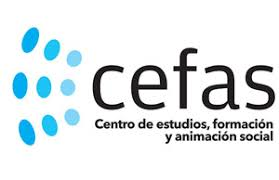 cefas
Centro de estudios, formación
y animación social